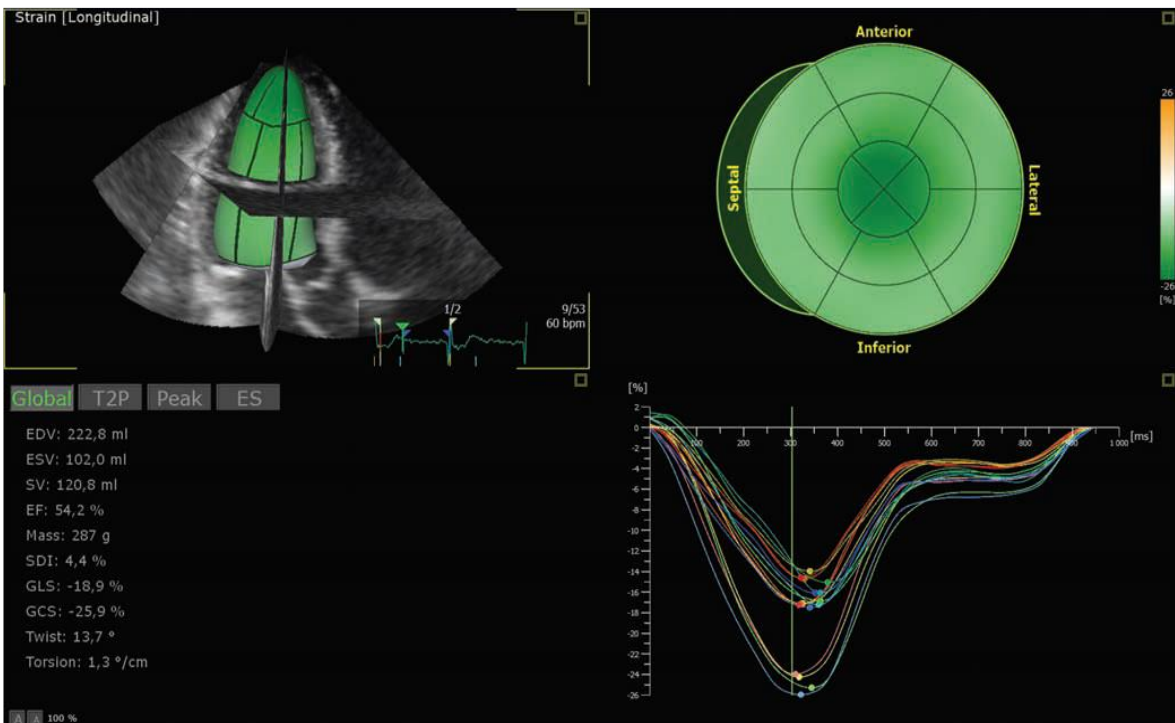 Strain [Longitudinal]
1/2
9/53
60 bpm
Anterior
Septal
Lateral
Inferior
26
-26
[%]
Global T2P Peak ES
EDV: 222,8 ml
ESV: 102,0 ml
SV: 120,8 ml
EF: 54,2 %
Mass: 287 g
SDI: 4,4 %
GLS: -18,9 %
GCS: -25,9 %
Twist: 13,7 °
Torsion: 1,3 °/cm
100 %
[%]
2
0
100 200 300 400 500 600 700 800 900 1 000 [ms]
-2
-4
-6
-8
-10
-12
-14
-16
-18
-20
-22
-24
-26